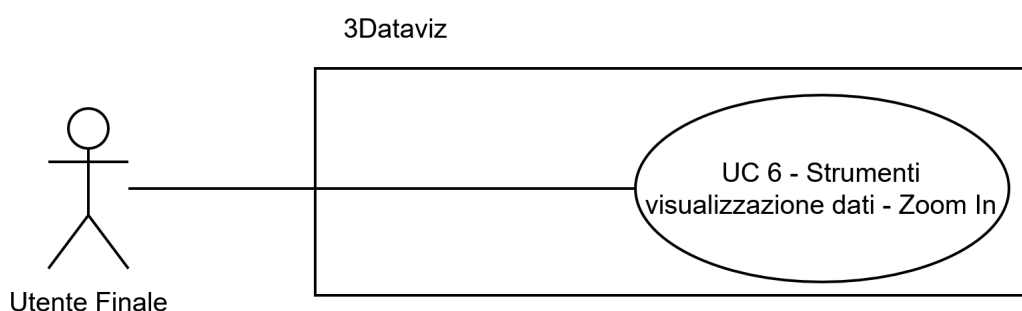 3Dataviz
UC 6 - Strumenti
visualizzazione dati - Zoom In
Utente Finale